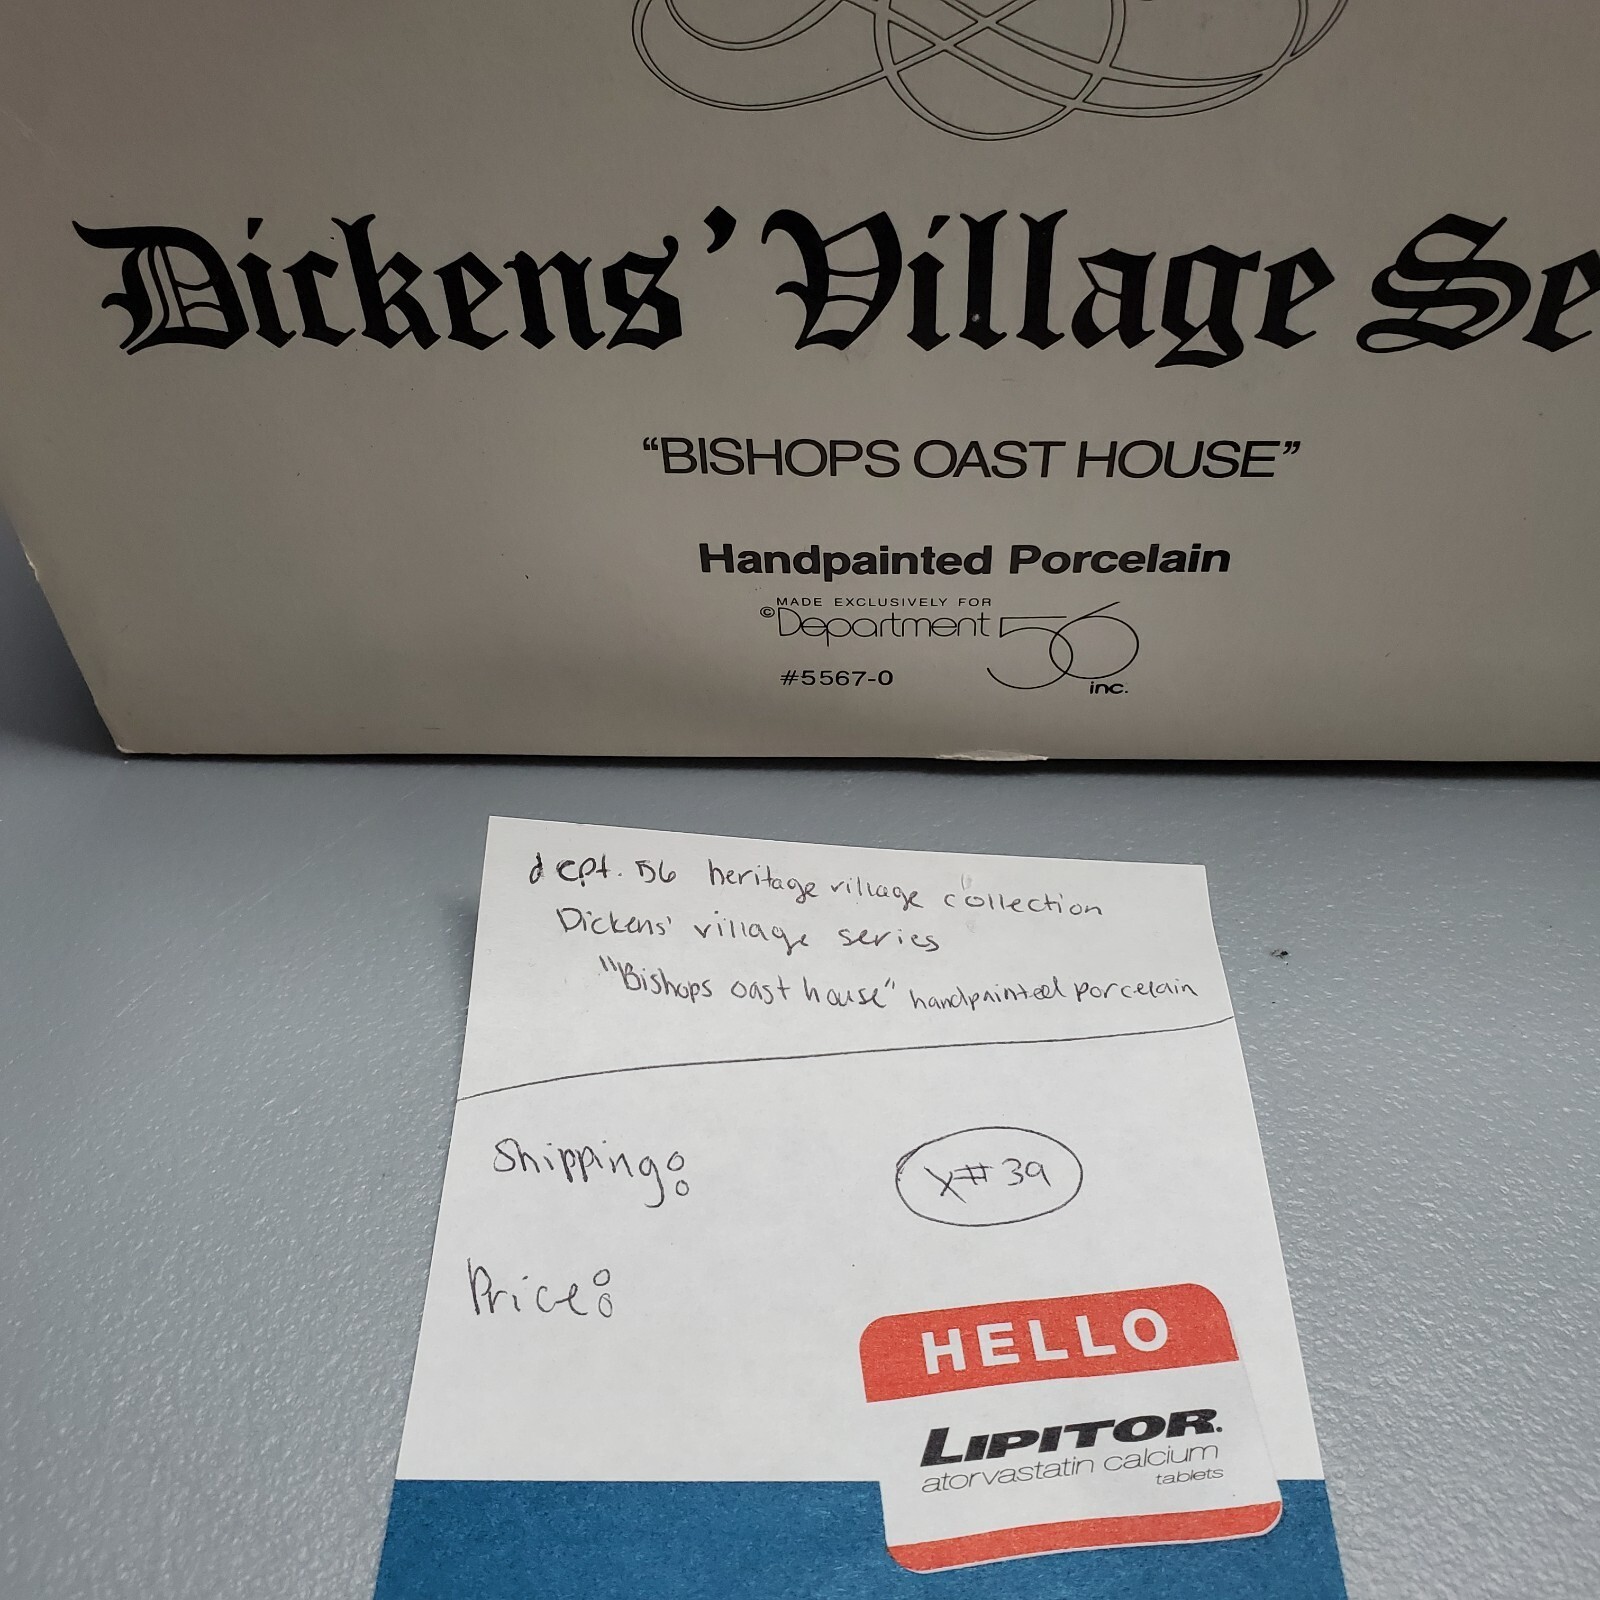 Dickens' Village Se
“BISHOPS OAST HOUSE”
Handpainted Porcelain
MADE EXCLUSIVELY FOR
©Department 56 inc.
#5567-0
dept. 56 heritage village collection
Dickens' village series
"Bishops oast house" handpainted porcelain
Shipping:
X#39
Price:
HELLO
LIPITOR.
atorvastatin calcium
tablets